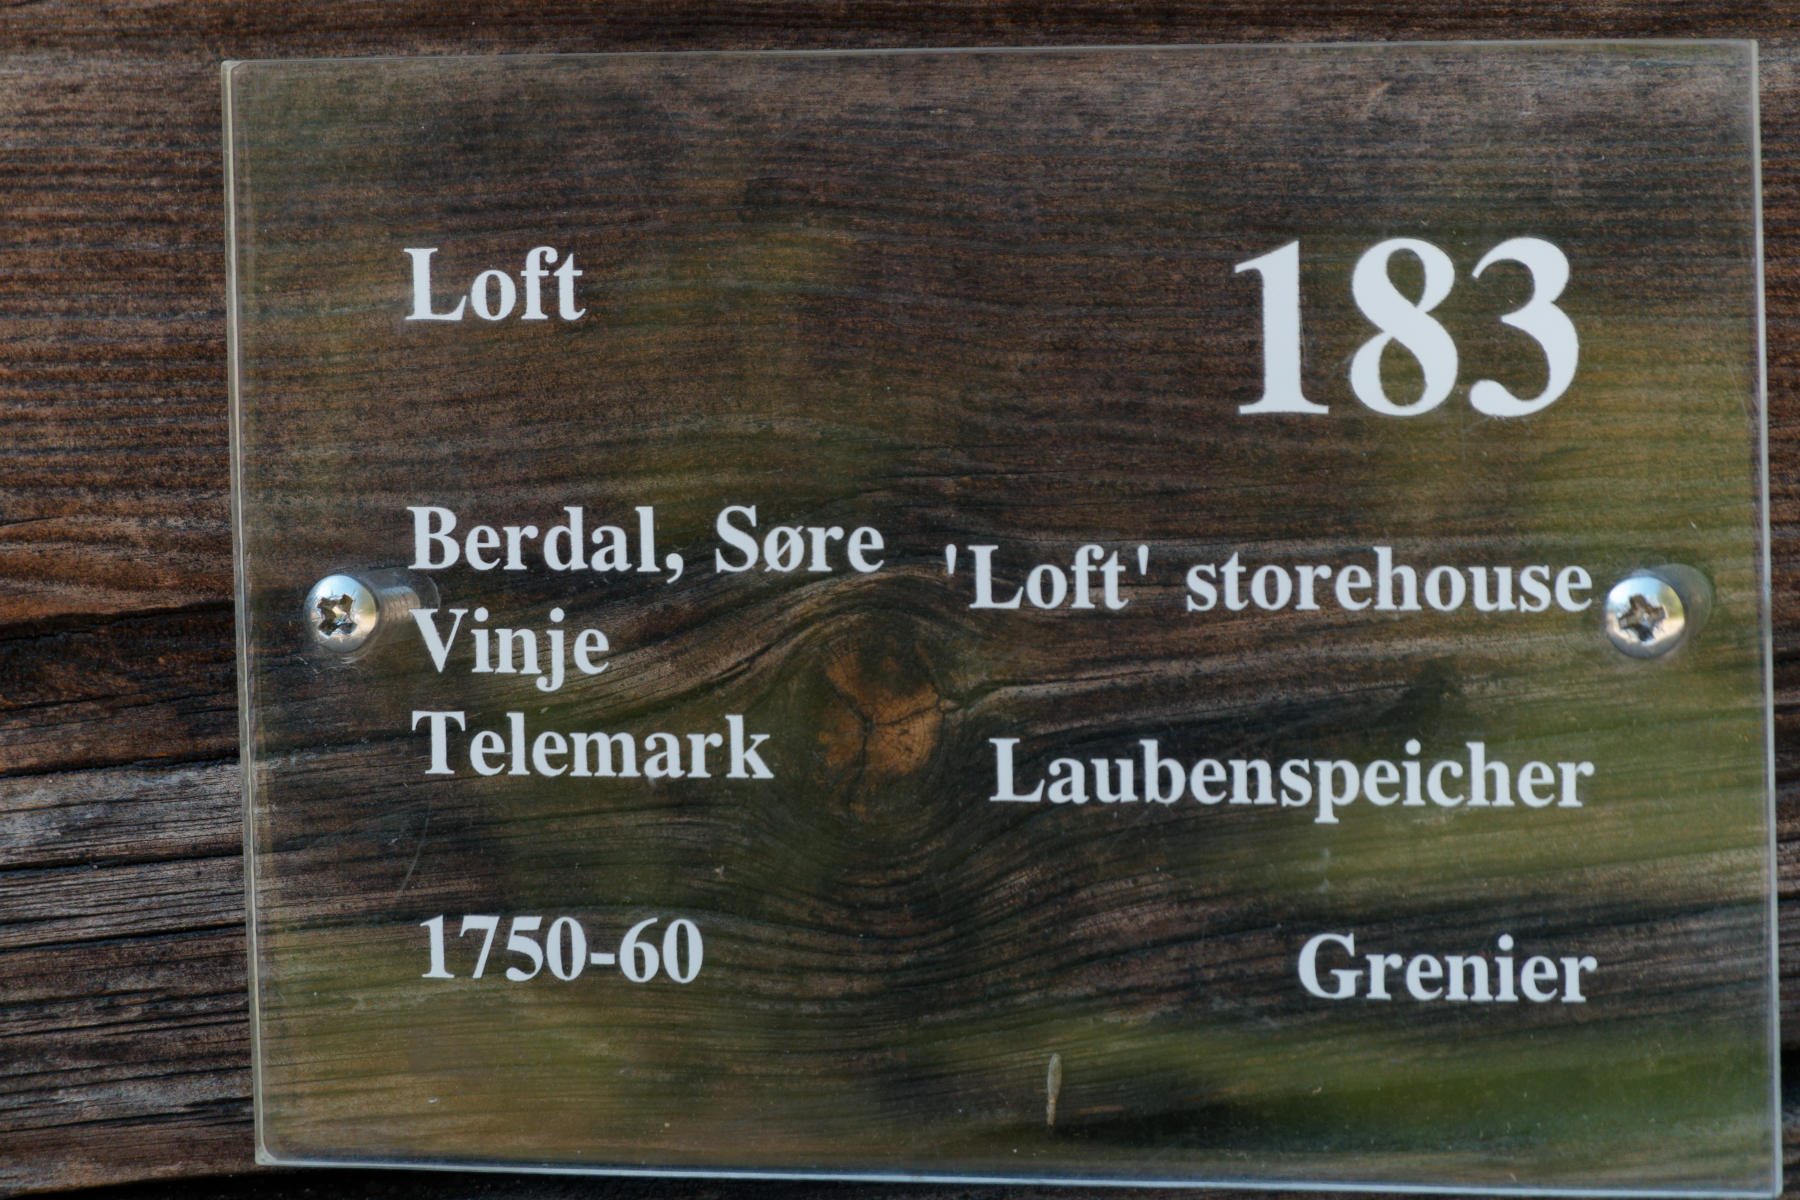 Loft
183
Berdal, Søre
Vinje
Telemark
1750-60
'Loft' storehouse
Laubenspeicher
Grenier